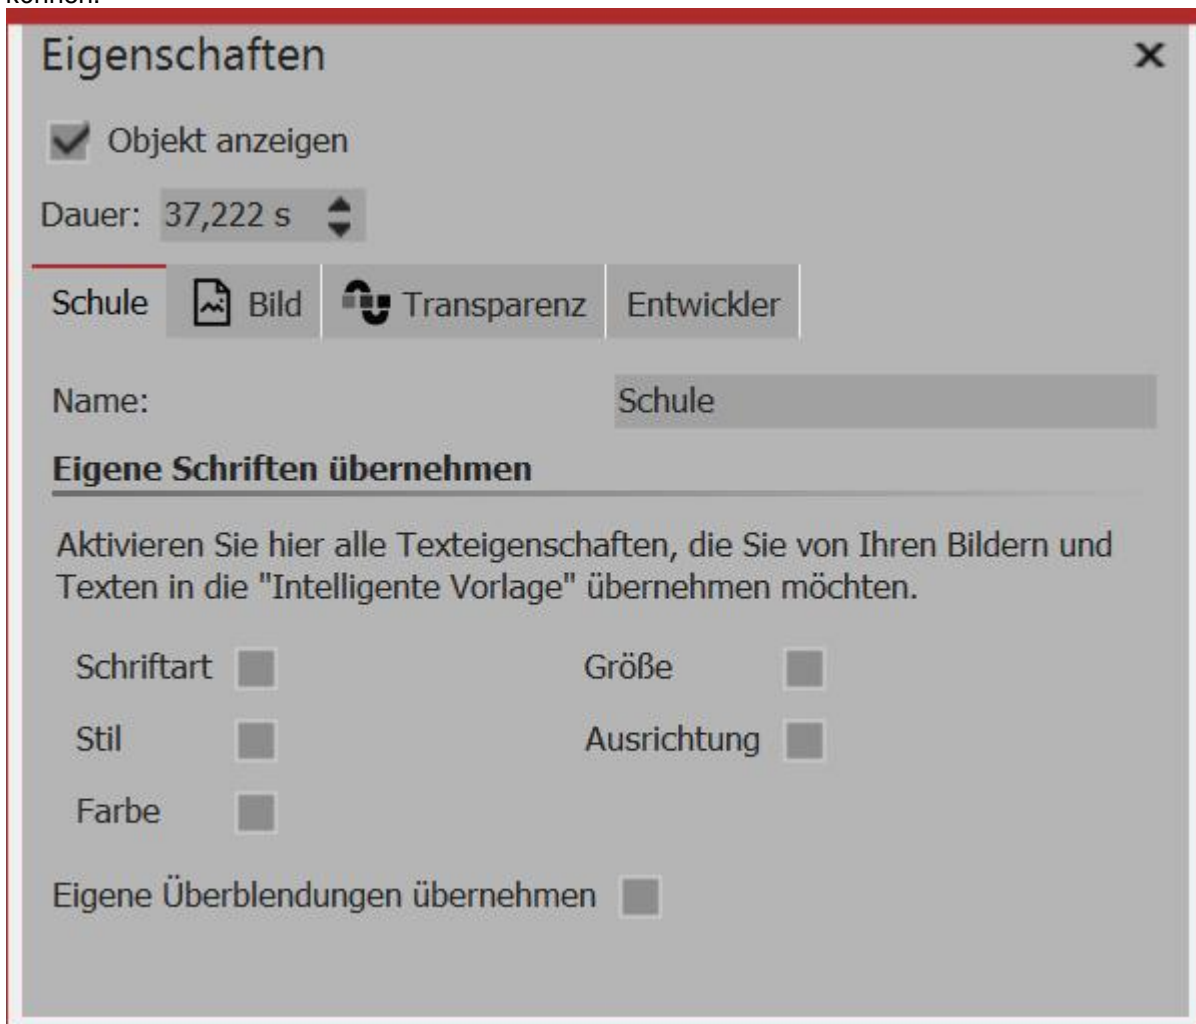 können.
Eigenschaften
Objekt anzeigen
Dauer: 37,222 s
Schule Bild Transparenz Entwickler
Name: Schule
Eigene Schriften übernehmen
Aktivieren Sie hier alle Texteigenschaften, die Sie von Ihren Bildern und
Texten in die "Intelligente Vorlage" übernehmen möchten.
Schriftart Größe
Stil Ausrichtung
Farbe
Eigene Überblendungen übernehmen